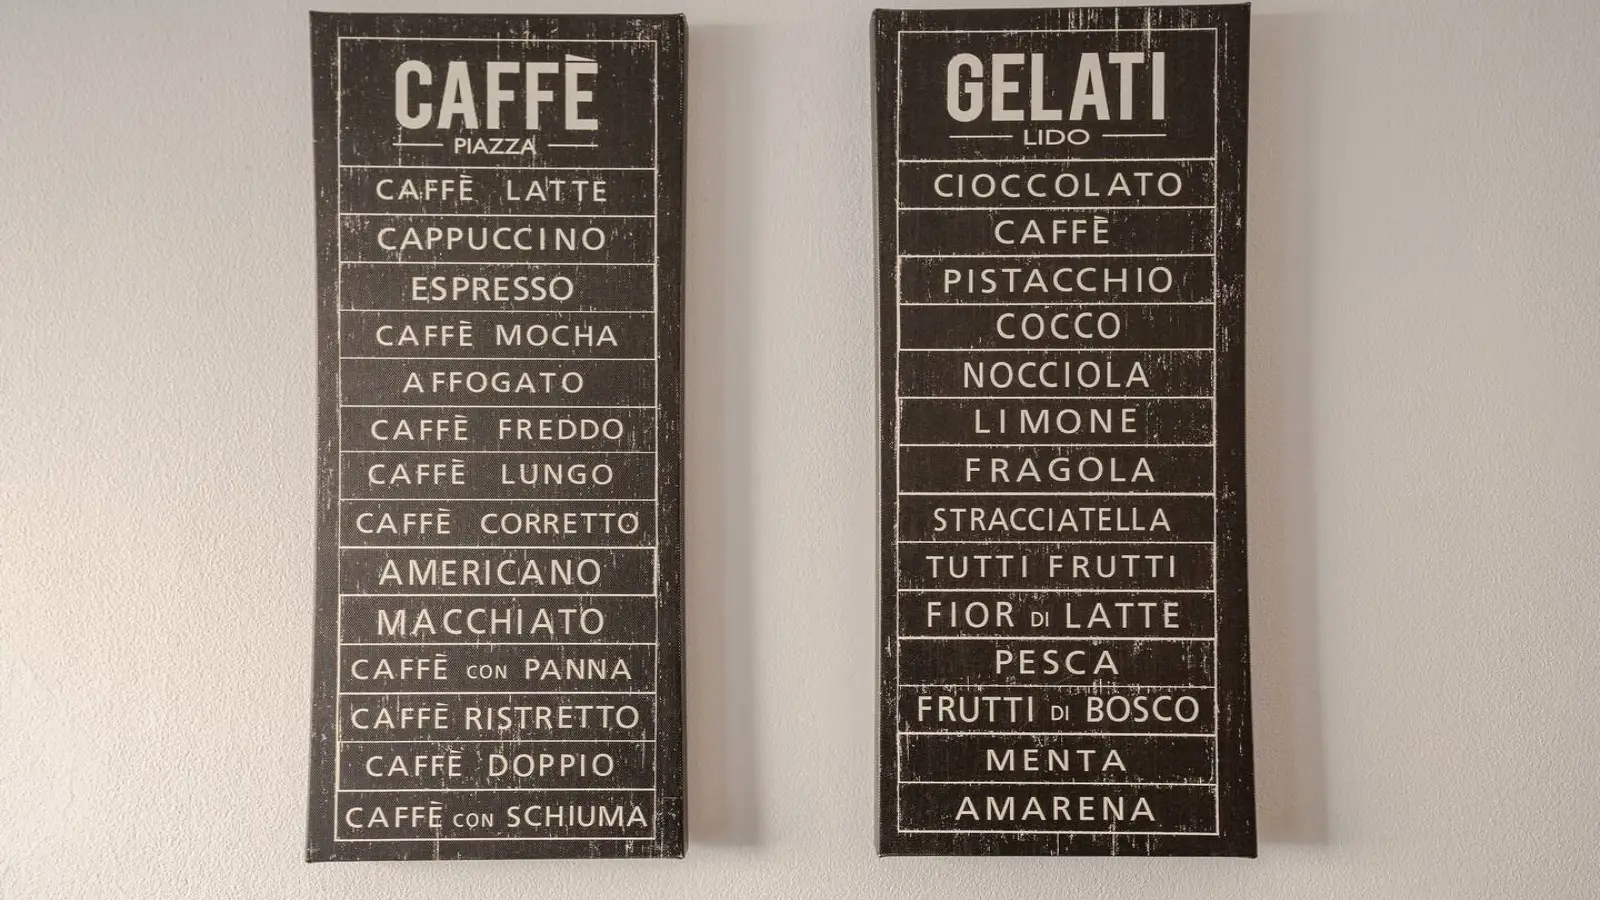 CAFFÈ
PIAZZA
CAFFÈ LATTE
CAPPUCCINO
ESPRESSO
CAFFÈ MOCHA
AFFOGATO
CAFFÈ FREDDO
CAFFÈ LUNGO
CAFFÈ CORRETTO
AMERICANO
MACCHIATO
CAFFÈ CON PANNA
CAFFÈ RISTRETTO
CAFFÈ DOPPIO
CAFFÈ CON SCHIUMA
GELATI
LIDO
CIOCCOLATO
CAFFÈ
PISTACCHIO
COCCO
NOCCIOLA
LIMONE
FRAGOLA
STRACCIATELLA
TUTTI FRUTTI
FIOR DI LATTE
PESCA
FRUTTI DI BOSCO
MENTA
AMARENA